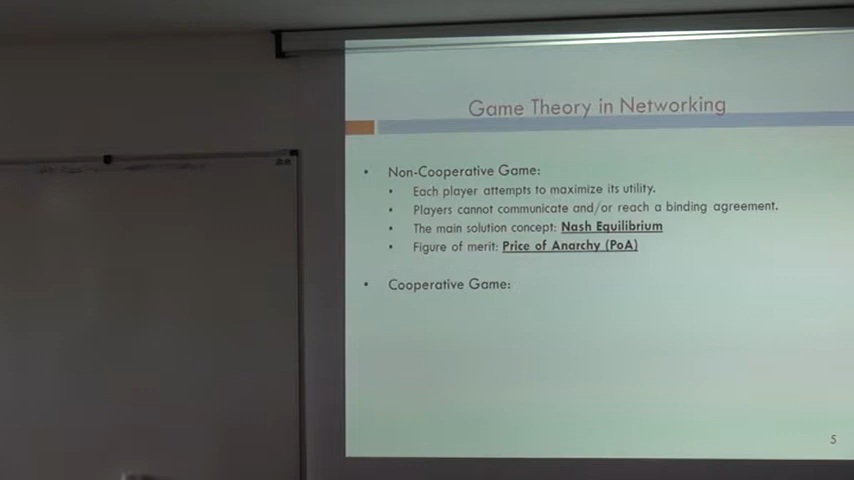 Game Theory in Networking
• Non-Cooperative Game:
• Each player attempts to maximize its utility.
• Players cannot communicate and/or reach a binding agreement.
• The main solution concept: Nash Equilibrium
• Figure of merit: Price of Anarchy (PoA)
• Cooperative Game:
5